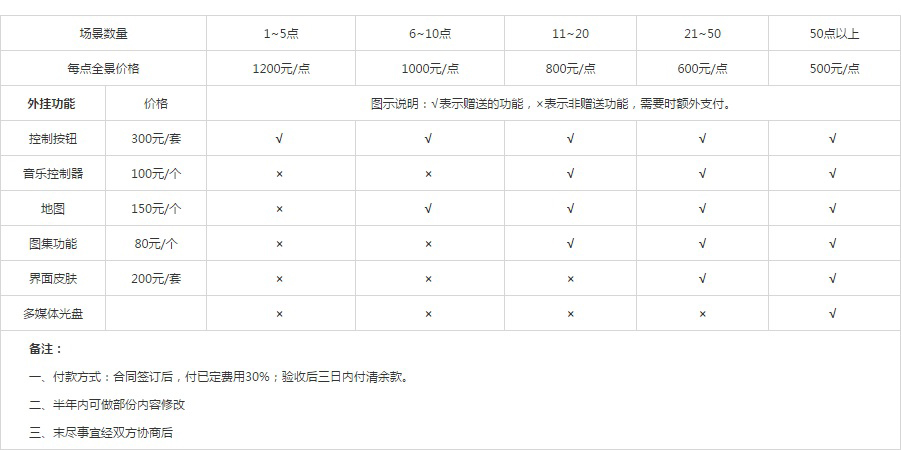 场景数量 1~5点 6~10点 11~20 21~50 50点以上
每点全景价格 1200元/点 1000元/点 800元/点 600元/点 500元/点
外挂功能 价格 图示说明：√表示赠送的功能，×表示非赠送功能，需要时额外支付。
控制按钮 300元/套 √ √ √ √ √
音乐控制器 100元/个 × × √ √ √
地图 150元/个 × √ √ √ √
图集功能 80元/个 × × √ √ √
界面皮肤 200元/套 × × × √ √
多媒体光盘 × × × × √
备注：
一、付款方式：合同签订后，付已定费用30%；验收后三日内付清余款。
二、半年内可做部份内容修改
三、末尽事宜经双方协商后